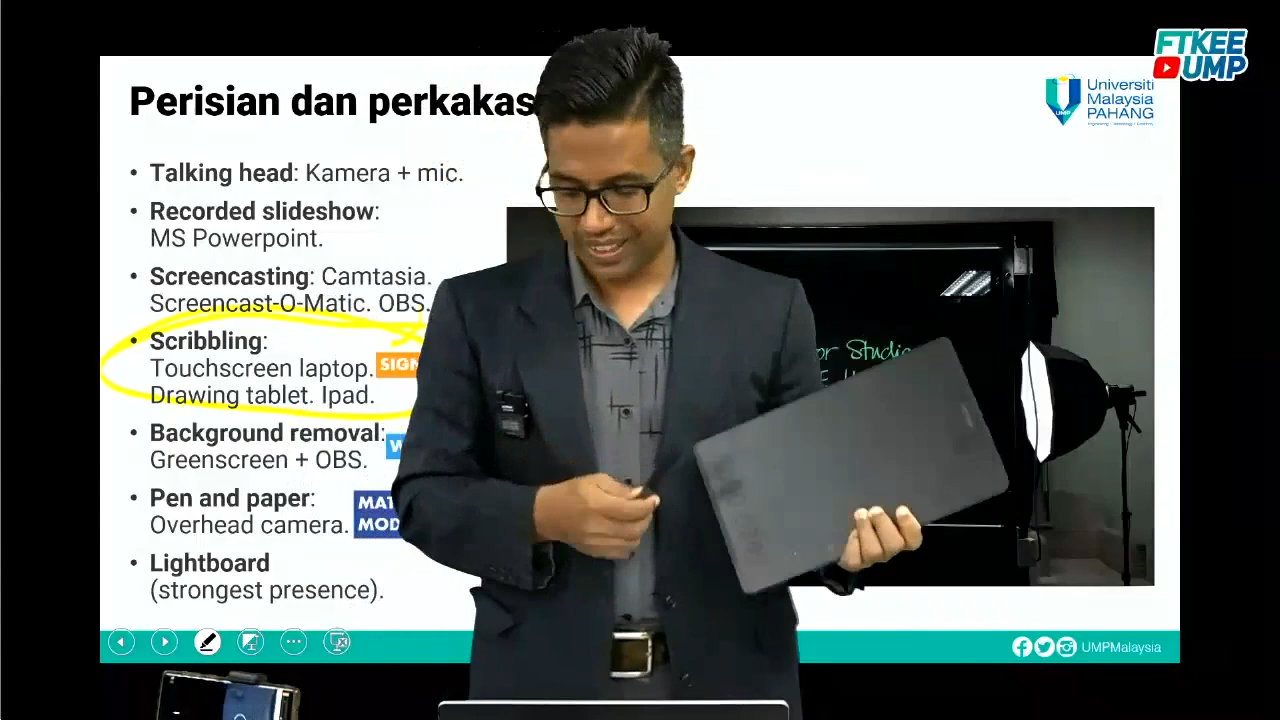 FTKEE
UMP
Perisian dan perkakas
Universiti
Malaysia
PAHANG
• Talking head: Kamera + mic.
• Recorded slideshow:
MS Powerpoint.
• Screencasting: Camtasia.
Screencast-O-Matic. OBS.
• Scribbling:
Touchscreen laptop.
SIGN
Drawing tablet. Ipad.
• Background removal:
Greenscreen + OBS.
• Pen and paper:
Overhead camera.
MAT
MOD
• Lightboard
(strongest presence).
or Studio
UMPMalaysia